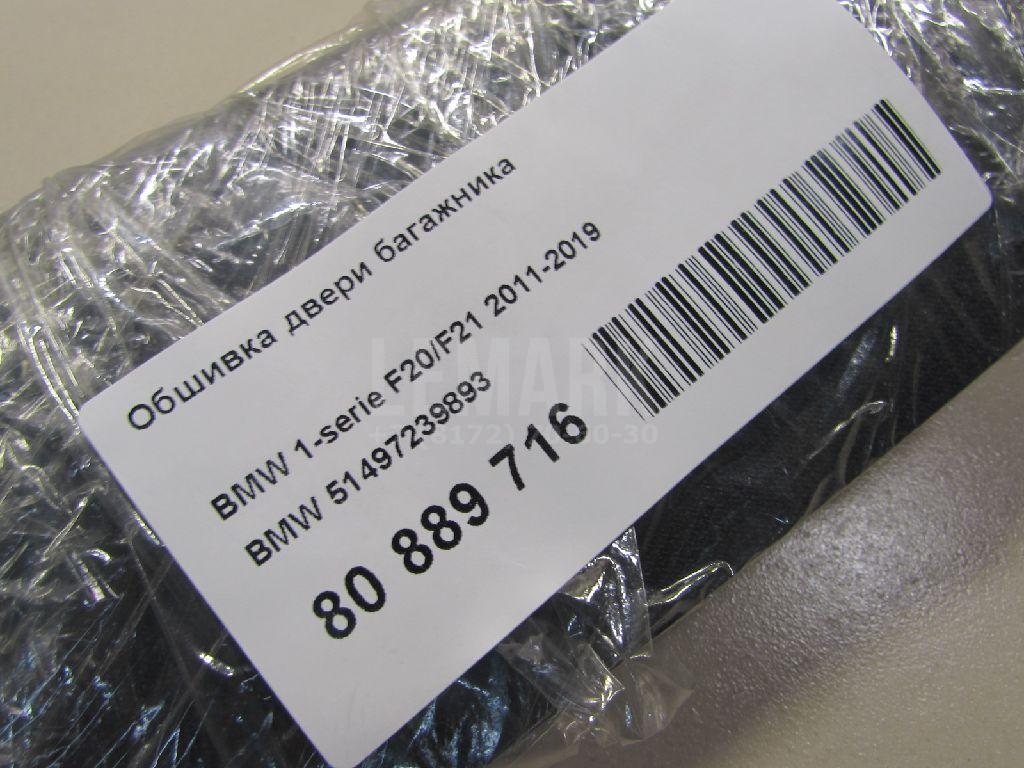 Обшивка двери багажника
BMW 1-serie F20/F21 2011-2019
BMW 51497239893
80 889 716